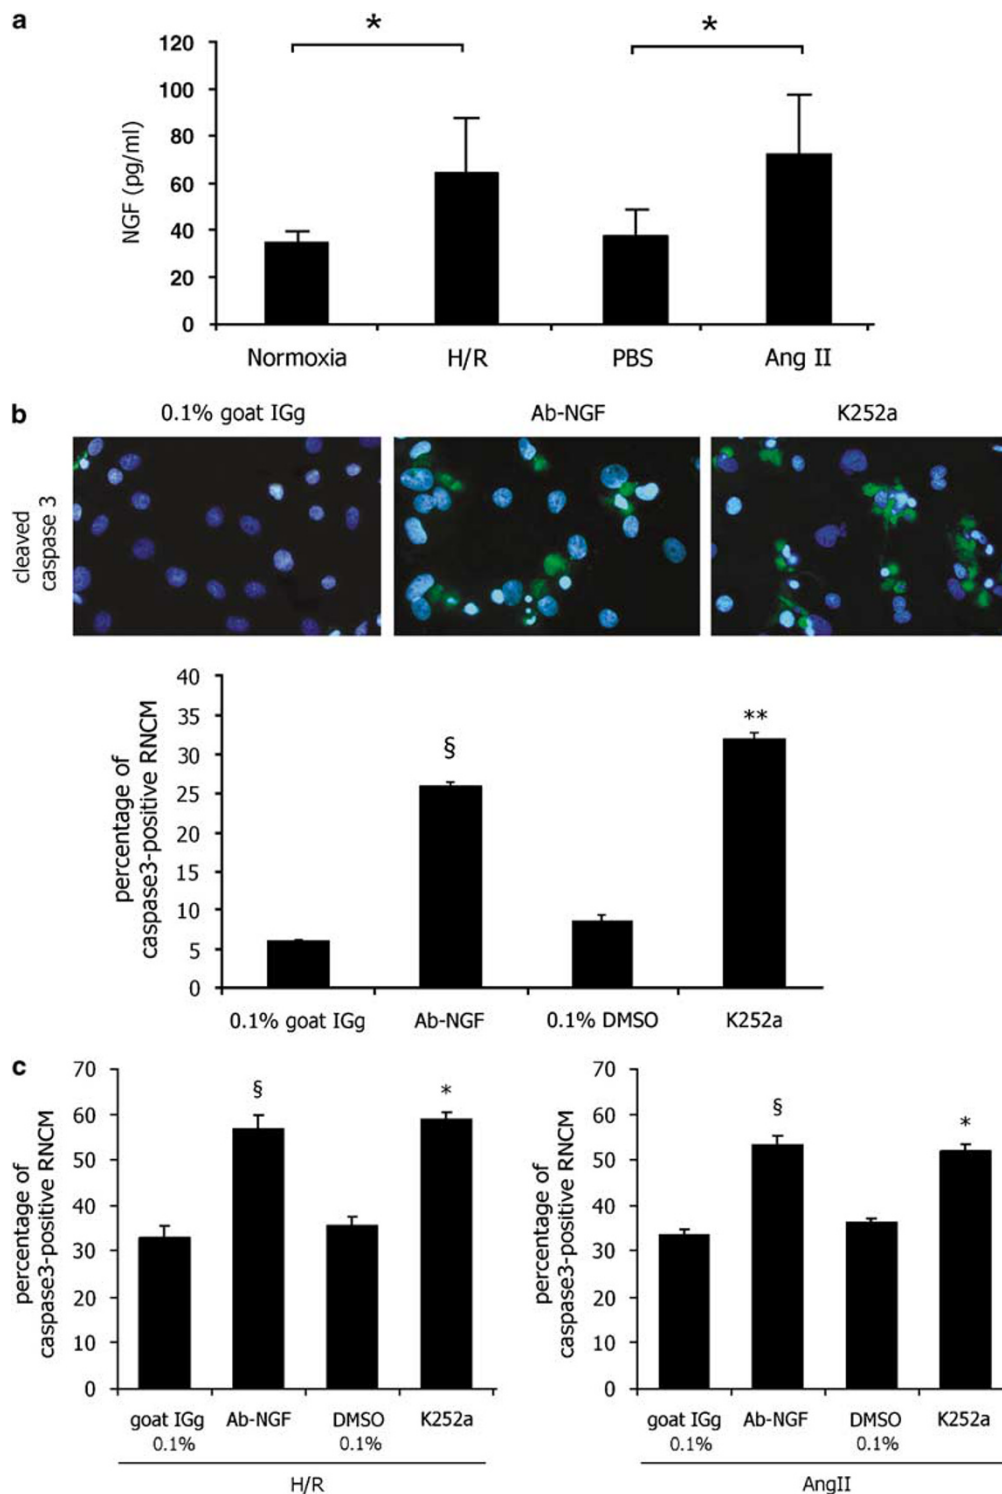 a
*
*
120
100
80
60
40
20
0
NGF (pg/ml)
Normoxia H/R PBS Ang II
b
0.1% goat IGg Ab-NGF K252a
cleaved
caspase 3
40
35
30
25
20
15
10
5
0
percentage of
caspase3-positive RNCM
§
**
0.1% goat IGg Ab-NGF 0.1% DMSO K252a
c
70
60
50
40
30
20
10
0
percentage of
caspase3-positive RNCM
§
*
goat IGg Ab-NGF DMSO K252a
0.1% 0.1%
H/R
70
60
50
40
30
20
10
0
percentage of
caspase3-positive RNCM
§
*
goat IGg Ab-NGF DMSO K252a
0.1% 0.1%
AngII